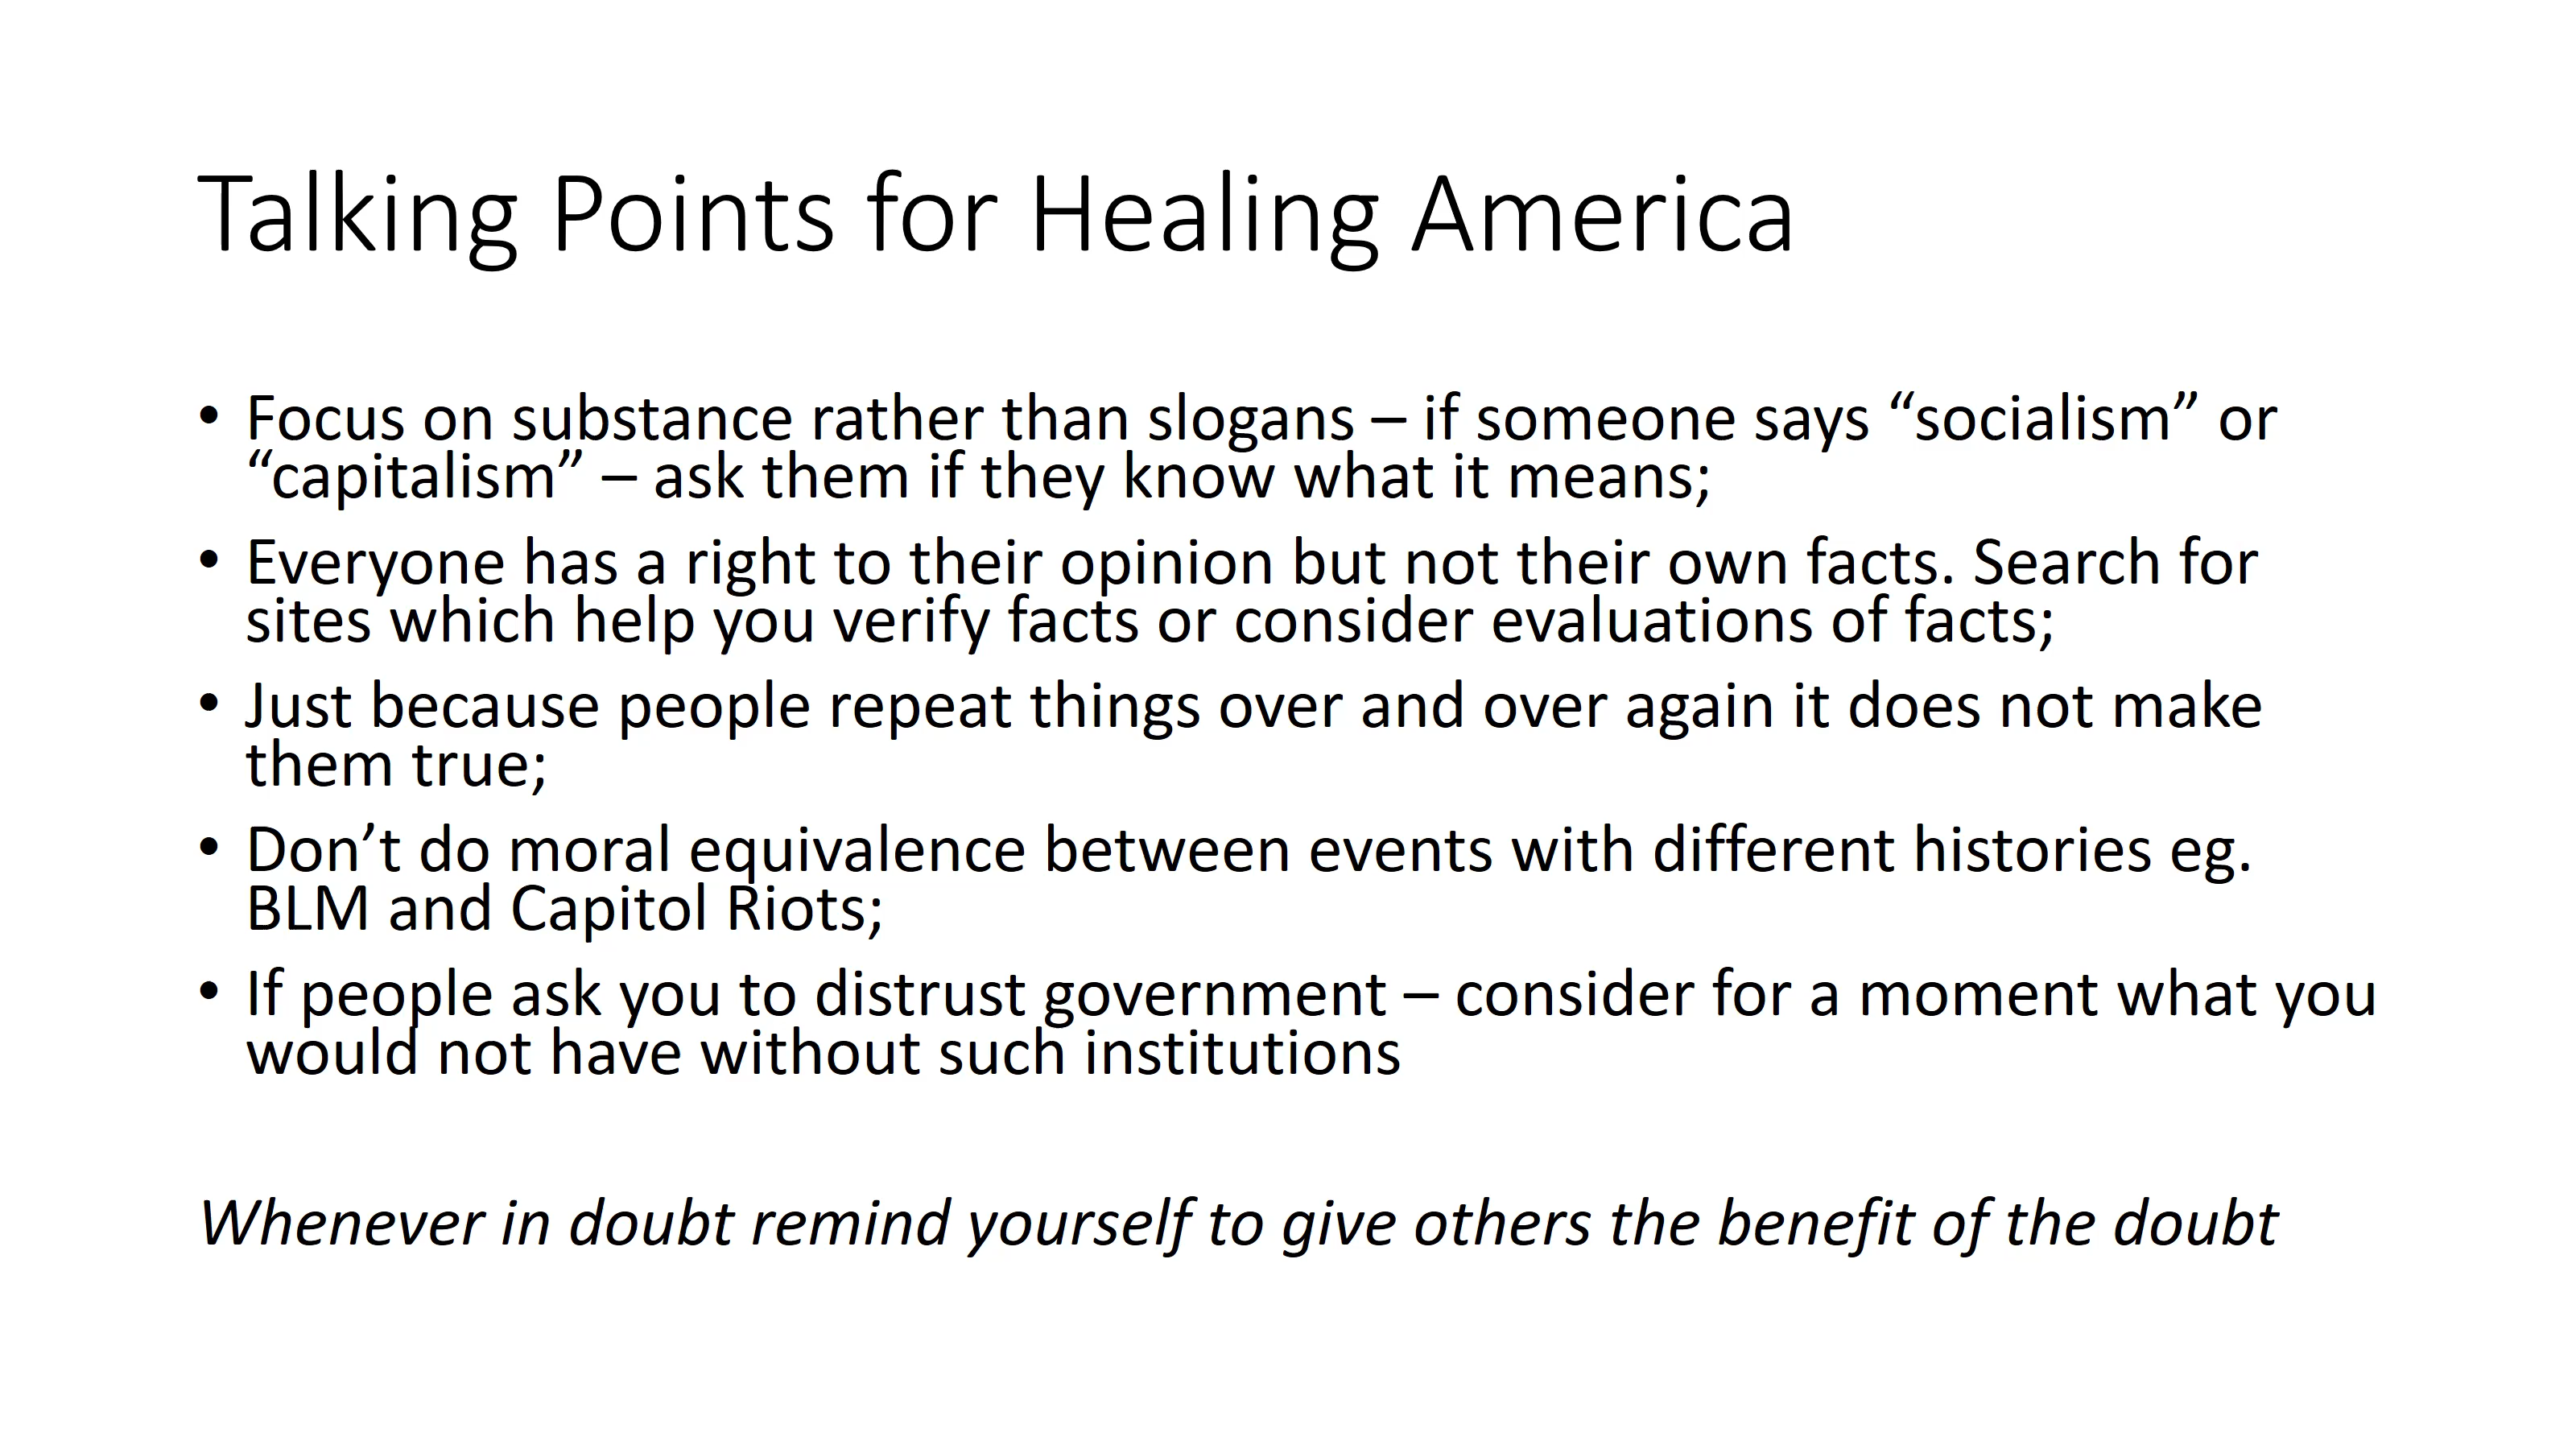 Talking Points for Healing America
• Focus on substance rather than slogans – if someone says “socialism” or
“capitalism” – ask them if they know what it means;
• Everyone has a right to their opinion but not their own facts. Search for
sites which help you verify facts or consider evaluations of facts;
• Just because people repeat things over and over again it does not make
them true;
• Don’t do moral equivalence between events with different histories eg.
BLM and Capitol Riots;
• If people ask you to distrust government – consider for a moment what you
would not have without such institutions
Whenever in doubt remind yourself to give others the benefit of the doubt